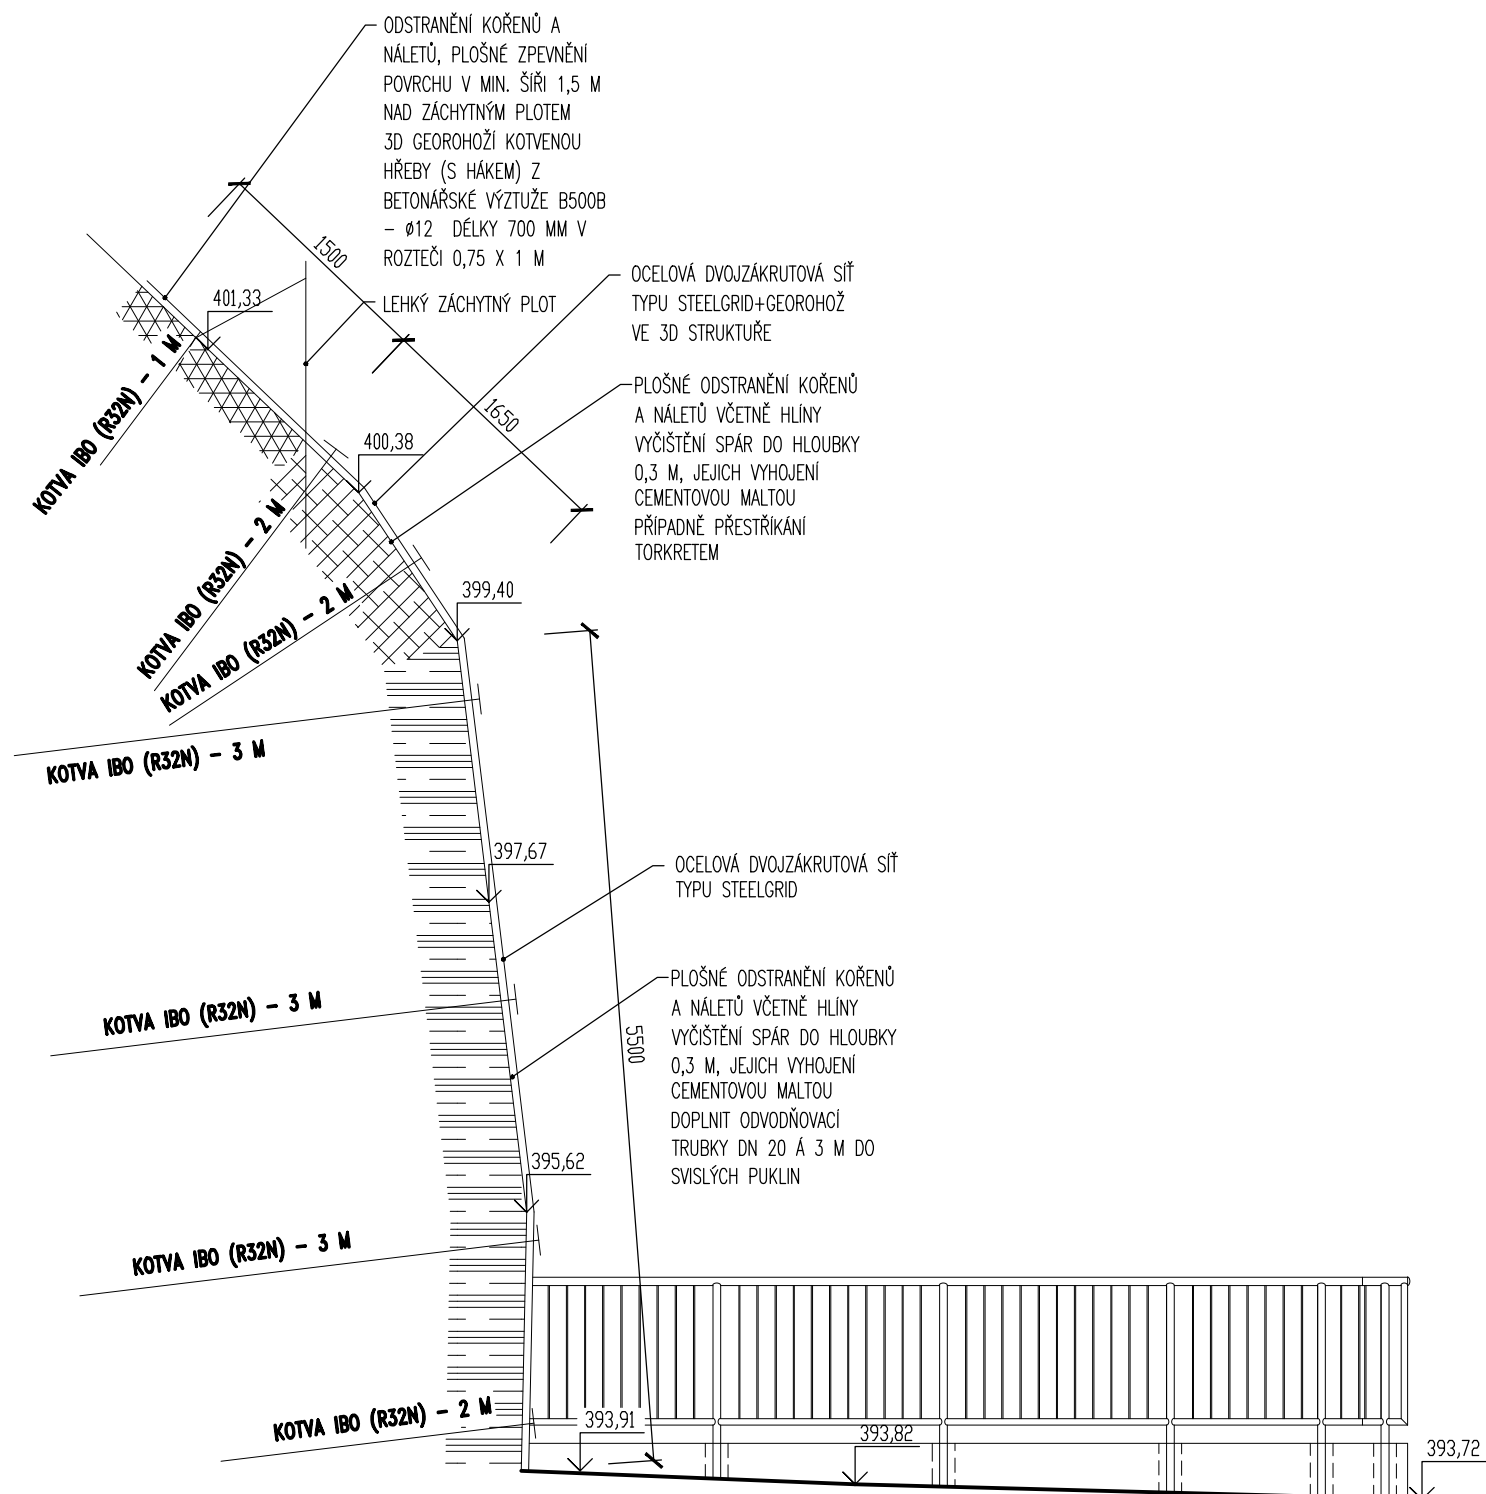 ODSTRANĚNÍ KOŘENŮ A
NÁLETŮ, PLOŠNÉ ZPEVNĚNÍ
POVRCHU V MIN. ŠÍŘI 1,5 M
NAD ZÁCHYTNÝM PLOTEM
3D GEOROHOŽÍ KOTVENOU
HŘEBY (S HÁKEM) Z
BETONÁŘSKÉ VÝZTUŽE B500B
- ø12 DÉLKY 700 MM V
ROZTEČI 0,75 X 1 M
1500
401,33
LEHKÝ ZÁCHYTNÝ PLOT
OCELOVÁ DVOJZÁKRUTOVÁ SÍŤ
TYPU STEELGRID+GEOROHOŽ
VE 3D STRUKTUŘE
KOTVA IBO (R32N) - 1 M
1650
400,38
PLOŠNÉ ODSTRANĚNÍ KOŘENŮ
A NÁLETŮ VČETNĚ HLÍNY
VYČIŠTĚNÍ SPÁR DO HLOUBKY
0,3 M, JEJICH VYHOJENÍ
CEMENTOVOU MALTOU
PŘÍPADNĚ PŘESTŘÍKÁNÍ
TORKRETEM
KOTVA IBO (R32N) - 2 M
KOTVA IBO (R32N) - 2 M
399,40
KOTVA IBO (R32N) - 3 M
397,67
OCELOVÁ DVOJZÁKRUTOVÁ SÍŤ
TYPU STEELGRID
KOTVA IBO (R32N) - 3 M
5500
PLOŠNÉ ODSTRANĚNÍ KOŘENŮ
A NÁLETŮ VČETNĚ HLÍNY
VYČIŠTĚNÍ SPÁR DO HLOUBKY
0,3 M, JEJICH VYHOJENÍ
CEMENTOVOU MALTOU
DOPLNIT ODVODŇOVACÍ
TRUBKY DN 20 Á 3 M DO
SVISLÝCH PUKLIN
395,62
KOTVA IBO (R32N) - 3 M
KOTVA IBO (R32N) - 2 M
393,91
393,82
393,72